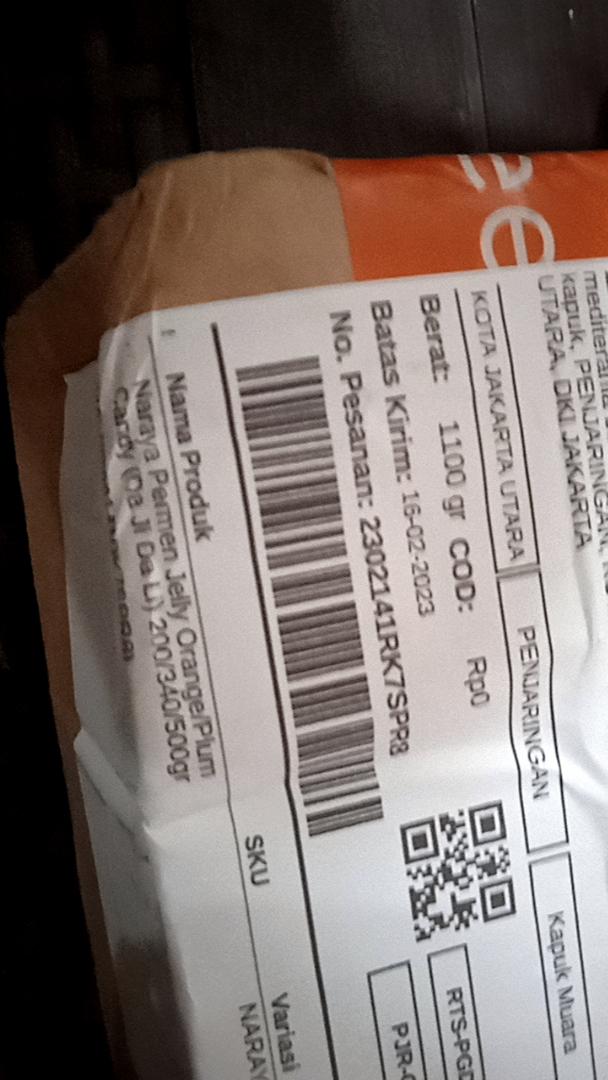 e
mediterania
kapuk, PENJARINGAN,
UTARA, DKI JAKARTA
KOTA JAKARTA UTARA PENJARINGAN Kapuk Muara
Berat: 1100 gr COD: Rp0
Batas Kirim: 16-02-2023
No. Pesanan: 2302141RK7SPR8
RTS-PGD
PJR-
Nama Produk SKU Variasi
Naraya Permen Jelly Orange/Plum NARAY
Candy (Da Ji Da Li) 200/340/500gr